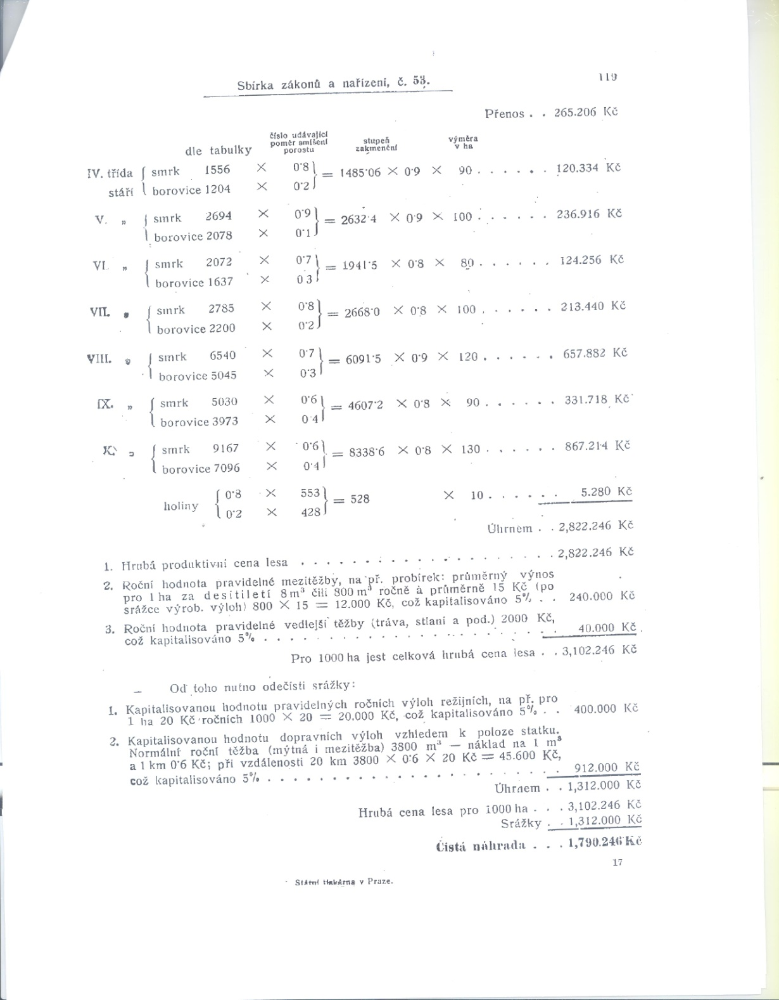 Sbírka zákonů a nařízení, č. 53.
119
Přenos . . 265.206 Kč
dle tabulky číslo udávající poměr smíšení porostu stupeň zakmenění výměra v ha
IV. třída stáří { smrk 1556 × 0·8 } = 1485·06 × 0·9 × 90 . . . . . . 120.334 Kč
borovice 1204 × 0·2
V. „ { smrk 2694 × 0·9 } = 2632·4 × 0·9 × 100 . . . . . . 236.916 Kč
borovice 2078 × 0·1
VI. „ { smrk 2072 × 0·7 } = 1941·5 × 0·8 × 80 . . . . . . 124.256 Kč
borovice 1637 × 0·3
VII. „ { smrk 2785 × 0·8 } = 2668·0 × 0·8 × 100 . . . . . . 213.440 Kč
borovice 2200 × 0·2
VIII. „ { smrk 6540 × 0·7 } = 6091·5 × 0·9 × 120 . . . . . . 657.882 Kč
borovice 5045 × 0·3
IX. „ { smrk 5030 × 0·6 } = 4607·2 × 0·8 × 90 . . . . . . 331.718 Kč
borovice 3973 × 0·4
X. „ { smrk 9167 × 0·6 } = 8338·6 × 0·8 × 130 . . . . . . 867.214 Kč
borovice 7096 × 0·4
holiny { 0·8 × 553 } = 528 × 10 . . . . . . 5.280 Kč
0·2 × 428
Úhrnem . . 2,822.246 Kč
1. Hrubá produktivní cena lesa . . . . . . . . . . . . . . . . . . . . 2,822.246 Kč
2. Roční hodnota pravidelné mezitěžby, na př. probírek: průměrný výnos
pro 1 ha za desítiletí 8 m³ čili 800 m³ ročně à průměrně 15 Kč (po
srážce výrob. výloh) 800 × 15 = 12.000 Kč, což kapitalisováno 5% . . 240.000 Kč
3. Roční hodnota pravidelné vedlejší těžby (tráva, stlaní a pod.) 2000 Kč,
což kapitalisováno 5% . . . . . . . . . . . . . . . . . . . . . . . 40.000 Kč
Pro 1000 ha jest celková hrubá cena lesa . . 3,102.246 Kč
— Od toho nutno odečísti srážky:
1. Kapitalisovanou hodnotu pravidelných ročních výloh režijních, na př. pro
1 ha 20 Kč ročních 1000 × 20 = 20.000 Kč, což kapitalisováno 5% . . 400.000 Kč
2. Kapitalisovanou hodnotu dopravních výloh vzhledem k poloze statku.
Normální roční těžba (mýtná i mezitěžba) 3800 m³ — náklad na 1 m³
a 1 km 0·6 Kč; při vzdálenosti 20 km 3800 × 0·6 × 20 Kč = 45.600 Kč,
což kapitalisováno 5% . . . . . . . . . . . . . . . . . . . . . . . 912.000 Kč
Úhrnem . . 1,312.000 Kč
Hrubá cena lesa pro 1000 ha . . . 3,102.246 Kč
Srážky . . 1,312.000 Kč
Čistá náhrada . . . 1,790.246 Kč
17
Státní tiskárna v Praze.